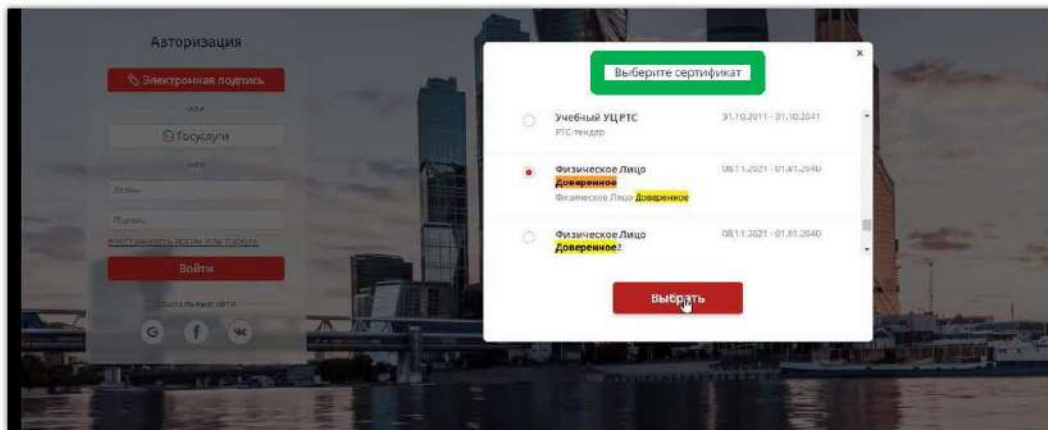 Авторизация
Электронная подпись
или
Госуслуги
или
Логин
Пароль
Восстановить логин или пароль
Войти
социальные сети
G f
Выберите сертификат
Учебный УЦ РТС 31.10.2011 - 31.10.2041
РТС-тендер
Физическое Лицо 08.11.2021 - 01.01.2040
Доверенное
Физическое Лицо Доверенное
Физическое Лицо 08.11.2021 - 01.01.2040
Доверенное2
Выбрать